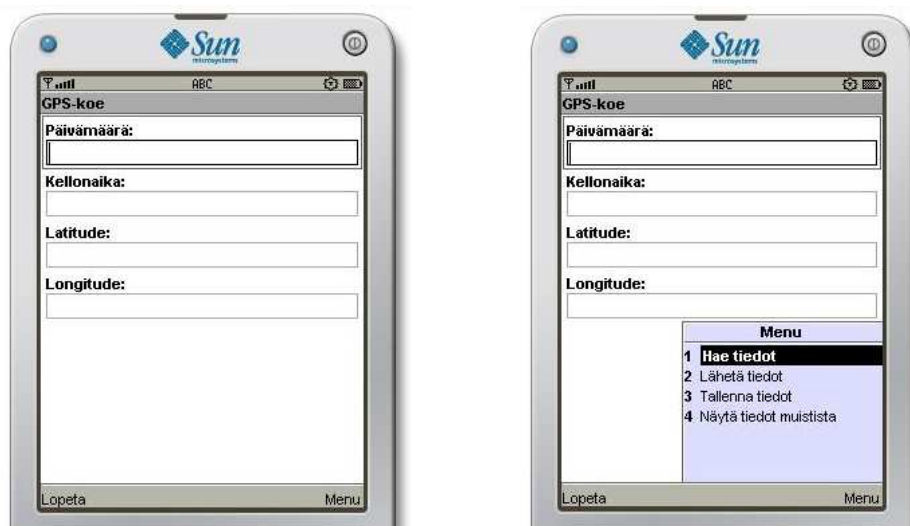 Sun
microsystems
ABC
GPS-koe
Päivämäärä:
Kellonaika:
Latitude:
Longitude:
Lopeta
Menu
Sun
microsystems
ABC
GPS-koe
Päivämäärä:
Kellonaika:
Latitude:
Longitude:
Menu
1 Hae tiedot
2 Lähetä tiedot
3 Tallenna tiedot
4 Näytä tiedot muistista
Lopeta
Menu